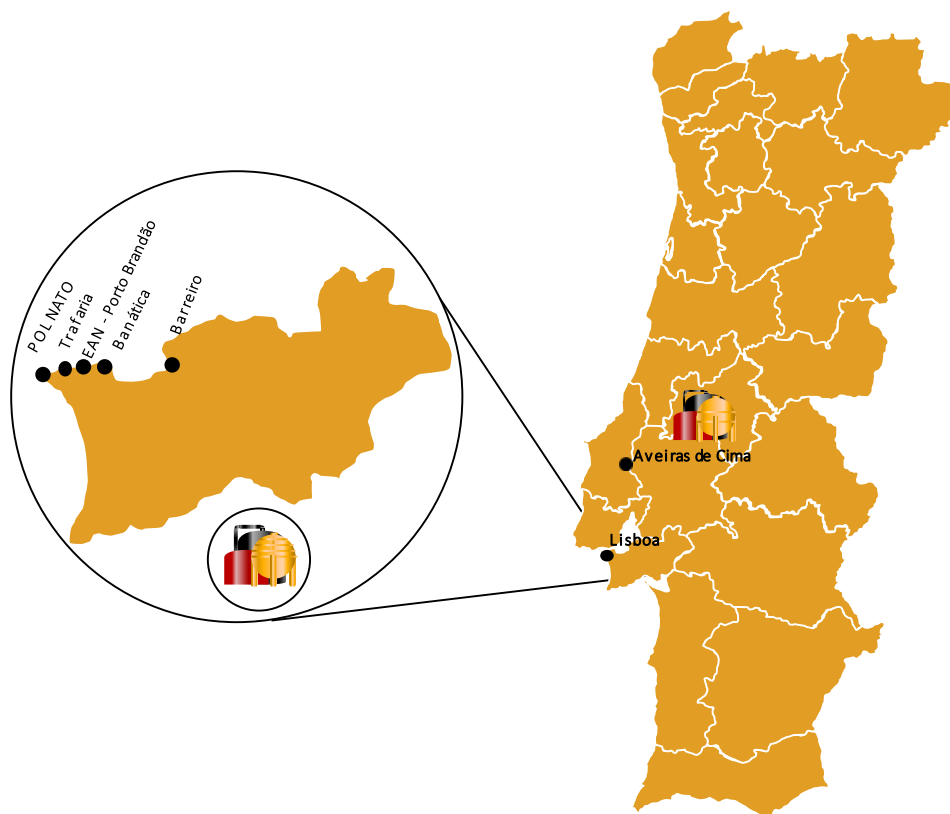 POL NATO
Trafaria
EAN - Porto Brandão
Banática
Barreiro
Aveiras de Cima
Lisboa